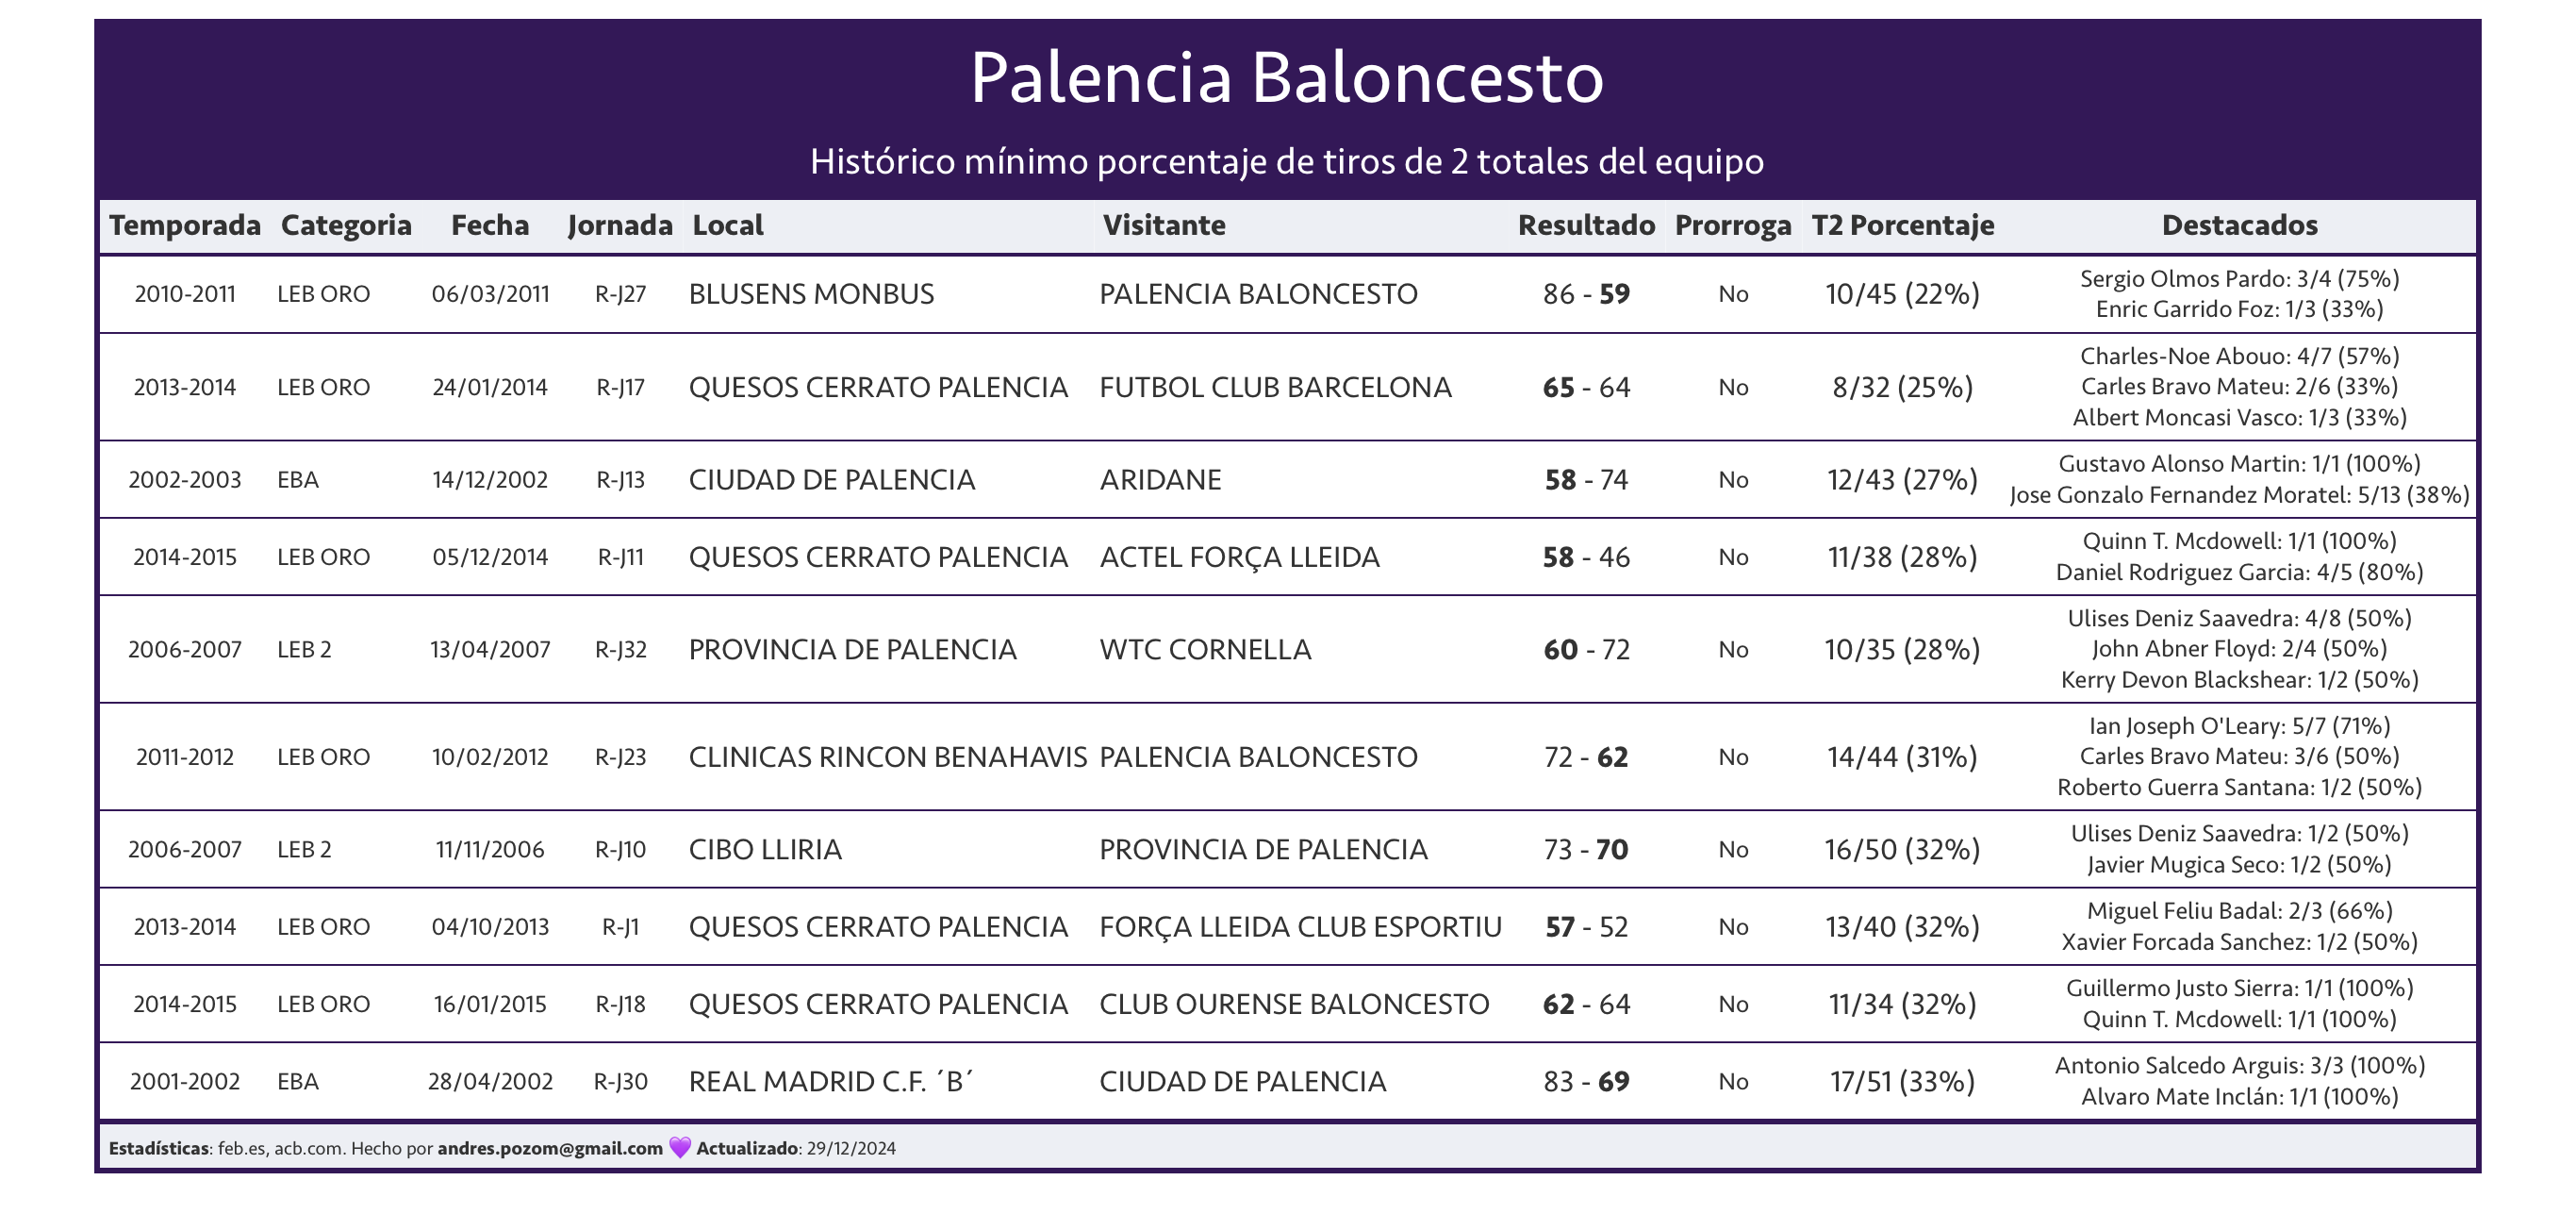 Palencia Baloncesto
Histórico mínimo porcentaje de tiros de 2 totales del equipo
Temporada Categoria Fecha Jornada Local Visitante Resultado Prorroga T2 Porcentaje Destacados
2010-2011 LEB ORO 06/03/2011 R-J27 BLUSENS MONBUS PALENCIA BALONCESTO 86 - 59 No 10/45 (22%) Sergio Olmos Pardo: 3/4 (75%)
Enric Garrido Foz: 1/3 (33%)
2013-2014 LEB ORO 24/01/2014 R-J17 QUESOS CERRATO PALENCIA FUTBOL CLUB BARCELONA 65 - 64 No 8/32 (25%) Charles-Noe Abouo: 4/7 (57%)
Carles Bravo Mateu: 2/6 (33%)
Albert Moncasi Vasco: 1/3 (33%)
2002-2003 EBA 14/12/2002 R-J13 CIUDAD DE PALENCIA ARIDANE 58 - 74 No 12/43 (27%) Gustavo Alonso Martin: 1/1 (100%)
Jose Gonzalo Fernandez Moratel: 5/13 (38%)
2014-2015 LEB ORO 05/12/2014 R-J11 QUESOS CERRATO PALENCIA ACTEL FORÇA LLEIDA 58 - 46 No 11/38 (28%) Quinn T. Mcdowell: 1/1 (100%)
Daniel Rodriguez Garcia: 4/5 (80%)
2006-2007 LEB 2 13/04/2007 R-J32 PROVINCIA DE PALENCIA WTC CORNELLA 60 - 72 No 10/35 (28%) Ulises Deniz Saavedra: 4/8 (50%)
John Abner Floyd: 2/4 (50%)
Kerry Devon Blackshear: 1/2 (50%)
2011-2012 LEB ORO 10/02/2012 R-J23 CLINICAS RINCON BENAHAVIS PALENCIA BALONCESTO 72 - 62 No 14/44 (31%) Ian Joseph O'Leary: 5/7 (71%)
Carles Bravo Mateu: 3/6 (50%)
Roberto Guerra Santana: 1/2 (50%)
2006-2007 LEB 2 11/11/2006 R-J10 CIBO LLIRIA PROVINCIA DE PALENCIA 73 - 70 No 16/50 (32%) Ulises Deniz Saavedra: 1/2 (50%)
Javier Mugica Seco: 1/2 (50%)
2013-2014 LEB ORO 04/10/2013 R-J1 QUESOS CERRATO PALENCIA FORÇA LLEIDA CLUB ESPORTIU 57 - 52 No 13/40 (32%) Miguel Feliu Badal: 2/3 (66%)
Xavier Forcada Sanchez: 1/2 (50%)
2014-2015 LEB ORO 16/01/2015 R-J18 QUESOS CERRATO PALENCIA CLUB OURENSE BALONCESTO 62 - 64 No 11/34 (32%) Guillermo Justo Sierra: 1/1 (100%)
Quinn T. Mcdowell: 1/1 (100%)
2001-2002 EBA 28/04/2002 R-J30 REAL MADRID C.F. ´B´ CIUDAD DE PALENCIA 83 - 69 No 17/51 (33%) Antonio Salcedo Arguis: 3/3 (100%)
Alvaro Mate Inclán: 1/1 (100%)
Estadísticas: feb.es, acb.com. Hecho por andres.pozom@gmail.com 💜 Actualizado: 29/12/2024